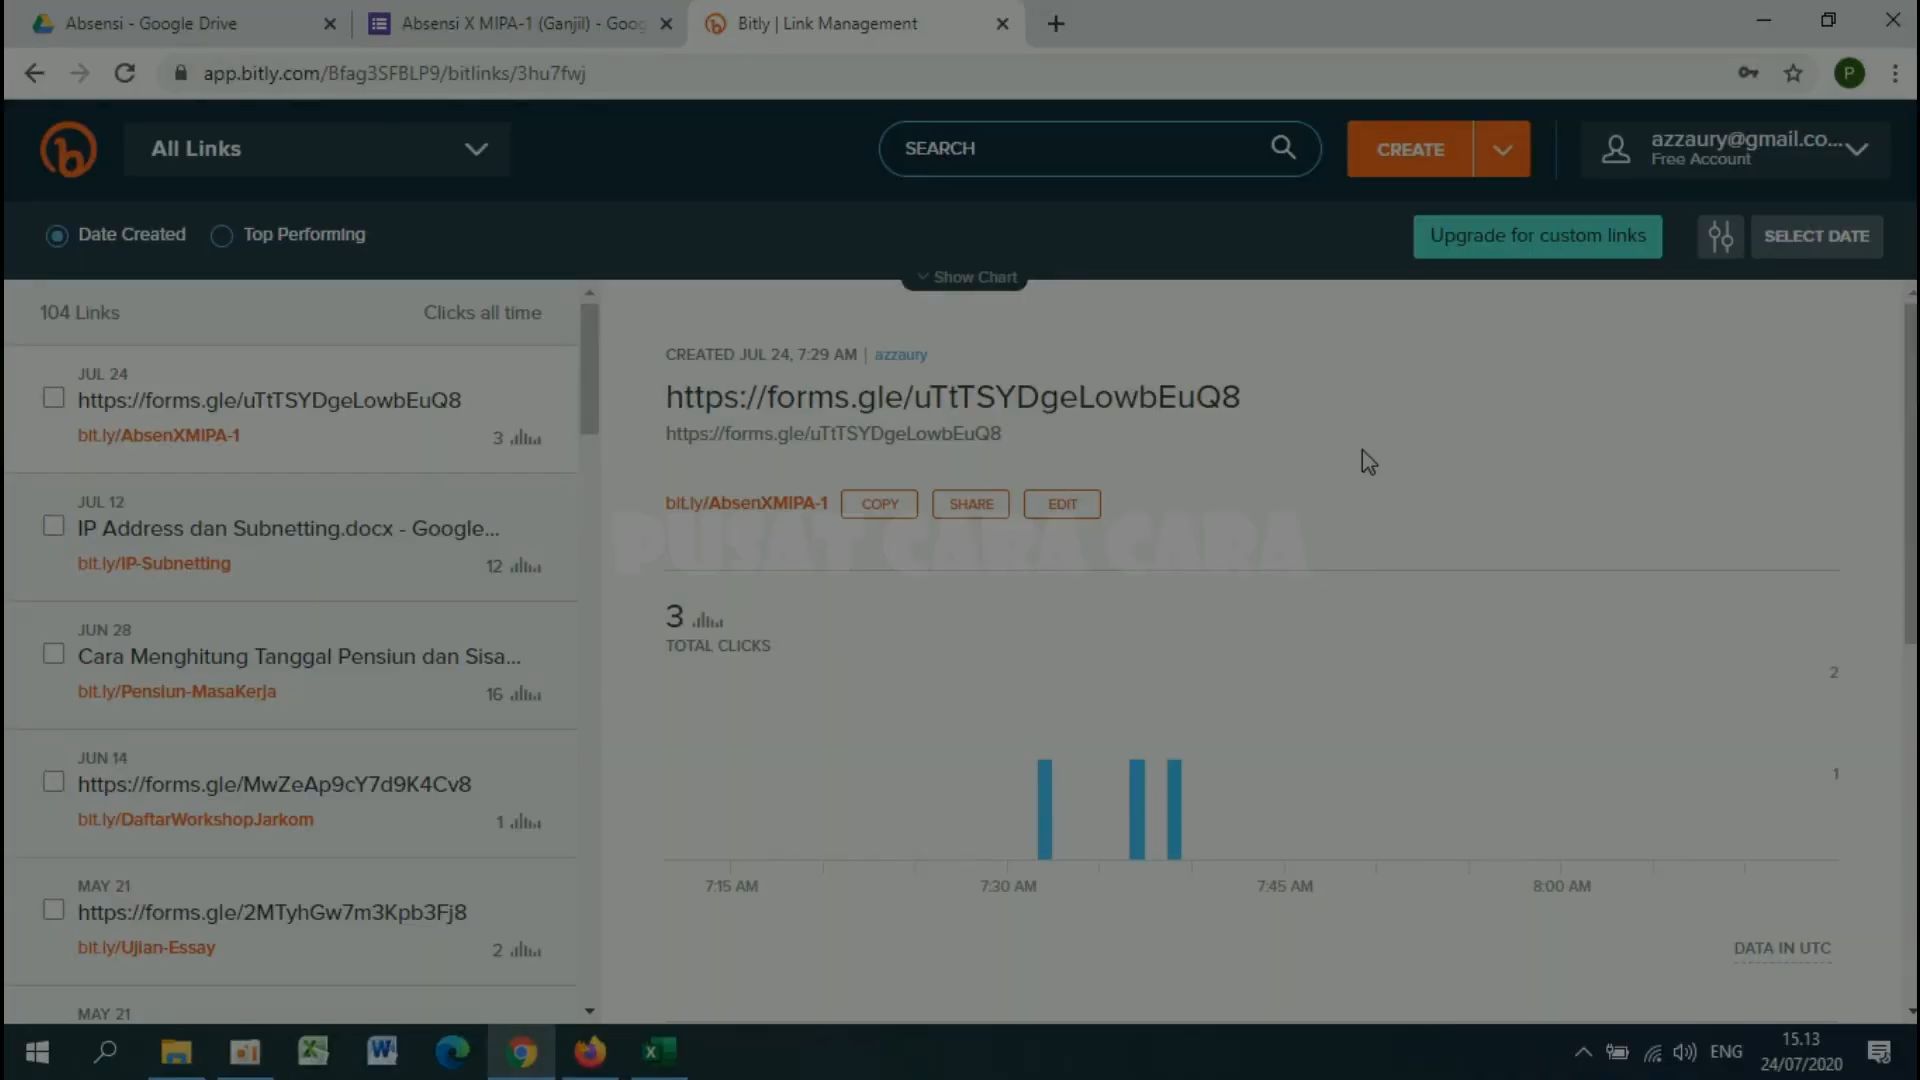 Absensi - Google Drive
Absensi X MIPA-1 (Ganjil) - Goog
Bitly | Link Management
app.bitly.com/Bfag3SFBLP9/bitlinks/3hu7fwj
P
All Links
SEARCH
CREATE
azzaury@gmail.co...
Free Account
Date Created
Top Performing
Upgrade for custom links
SELECT DATE
Show Chart
104 Links
Clicks all time
JUL 24
https://forms.gle/uTtTSYDgeLowbEuQ8
bit.ly/AbsenXMIPA-1
3
JUL 12
IP Address dan Subnetting.docx - Google...
bit.ly/IP-Subnetting
12
JUN 28
Cara Menghitung Tanggal Pensiun dan Sisa...
bit.ly/Pensiun-MasaKerja
16
JUN 14
https://forms.gle/MwZeAp9cY7d9K4Cv8
bit.ly/DaftarWorkshopJarkom
1
MAY 21
https://forms.gle/2MTyhGw7m3Kpb3Fj8
bit.ly/Ujian-Essay
2
MAY 21
CREATED JUL 24, 7:29 AM | azzaury
https://forms.gle/uTtTSYDgeLowbEuQ8
https://forms.gle/uTtTSYDgeLowbEuQ8
bit.ly/AbsenXMIPA-1
COPY
SHARE
EDIT
PUSAT CARA CARA
3
TOTAL CLICKS
2
1
7:15 AM
7:30 AM
7:45 AM
8:00 AM
DATA IN UTC
ENG
15.13
24/07/2020